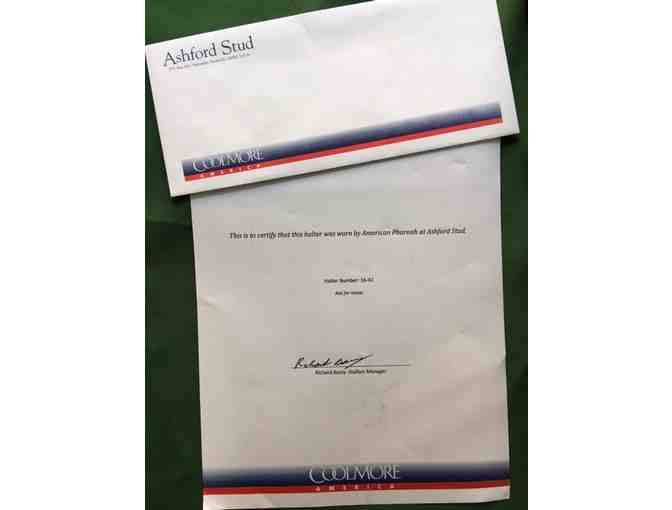 Ashford Stud
COOLMORE
AMERICA
This is to certify that this halter was worn by American Pharoah at Ashford Stud.
Halter Number: 16-41
Not for resale
Richard Barry -Stallion Manager
COOLMORE
AMERICA